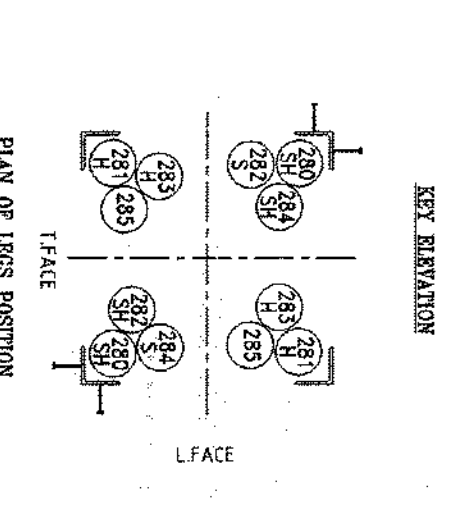 KEY ELEVATION
280
SH
284
SH
282
S
281
H
283
H
285
L.FACE
283
H
281
H
285
284
S
282
SH
280
SH
T.FACE
PLAN OF LEGS POSITION